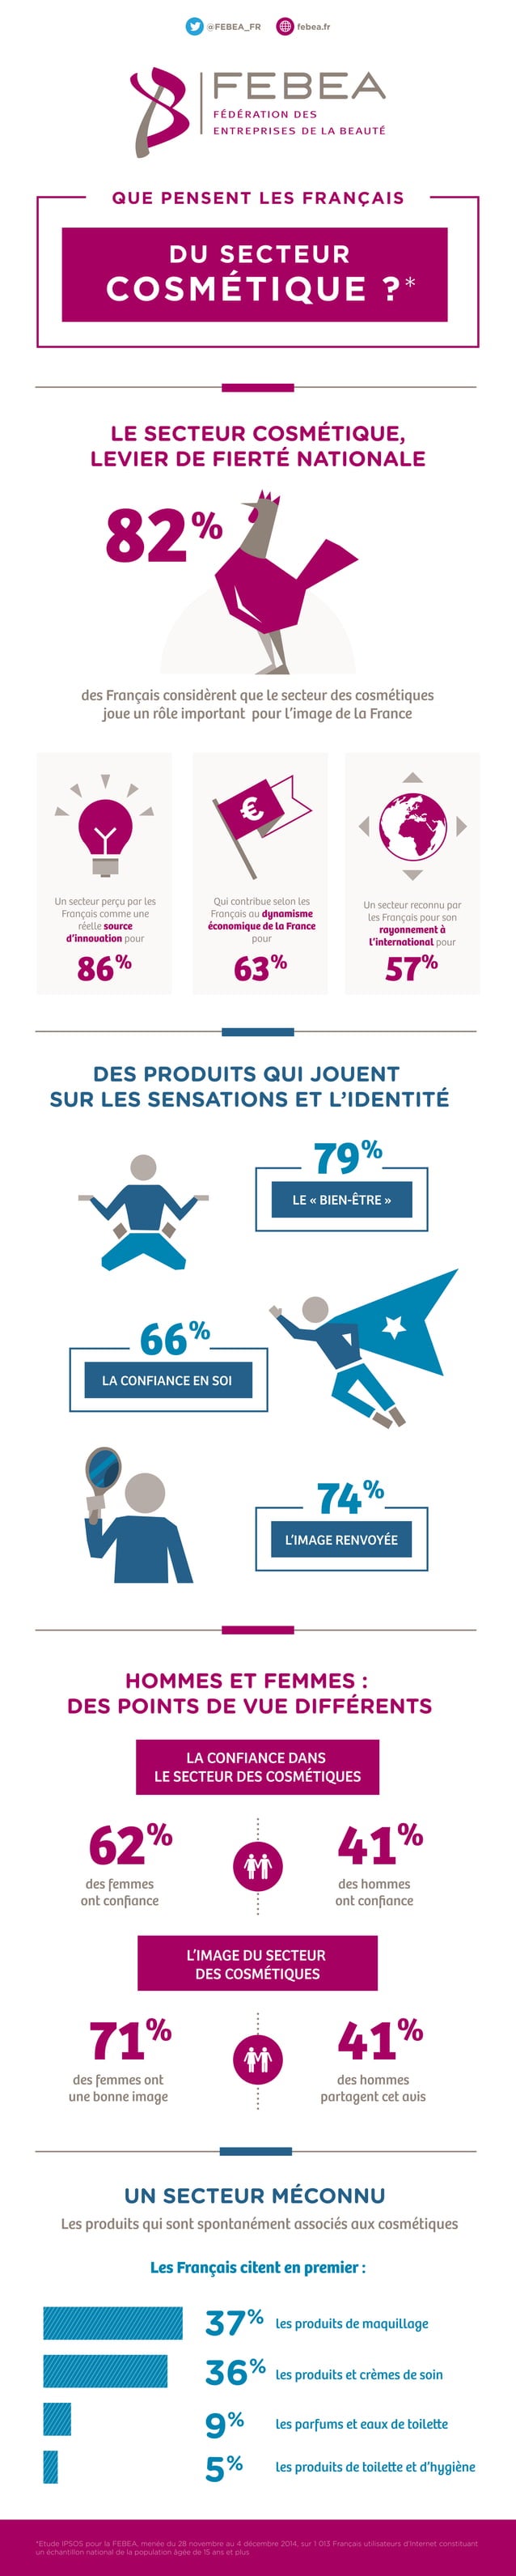 @FEBEA_FR febea.fr
FEBEA
FÉDÉRATION DES
ENTREPRISES DE LA BEAUTÉ
QUE PENSENT LES FRANÇAIS
DU SECTEUR
COSMÉTIQUE ?*
LE SECTEUR COSMÉTIQUE,
LEVIER DE FIERTÉ NATIONALE
82%
des Français considèrent que le secteur des cosmétiques
joue un rôle important pour l'image de la France
€
Un secteur perçu par les
Français comme une
réelle source
d'innovation pour
86%
Qui contribue selon les
Français au dynamisme
économique de la France
pour
63%
Un secteur reconnu par
les Français pour son
rayonnement à
l'international pour
57%
DES PRODUITS QUI JOUENT
SUR LES SENSATIONS ET L'IDENTITÉ
79%
LE « BIEN-ÊTRE »
66%
LA CONFIANCE EN SOI
74%
L'IMAGE RENVOYÉE
HOMMES ET FEMMES :
DES POINTS DE VUE DIFFÉRENTS
LA CONFIANCE DANS
LE SECTEUR DES COSMÉTIQUES
62%
des femmes
ont confiance
41%
des hommes
ont confiance
L'IMAGE DU SECTEUR
DES COSMÉTIQUES
71%
des femmes ont
une bonne image
41%
des hommes
partagent cet avis
UN SECTEUR MÉCONNU
Les produits qui sont spontanément associés aux cosmétiques
Les Français citent en premier :
37% les produits de maquillage
36% les produits et crèmes de soin
9% les parfums et eaux de toilette
5% les produits de toilette et d'hygiène
*Etude IPSOS pour la FEBEA, menée du 28 novembre au 4 décembre 2014, sur 1 013 Français utilisateurs d'Internet constituant
un échantillon national de la population âgée de 15 ans et plus